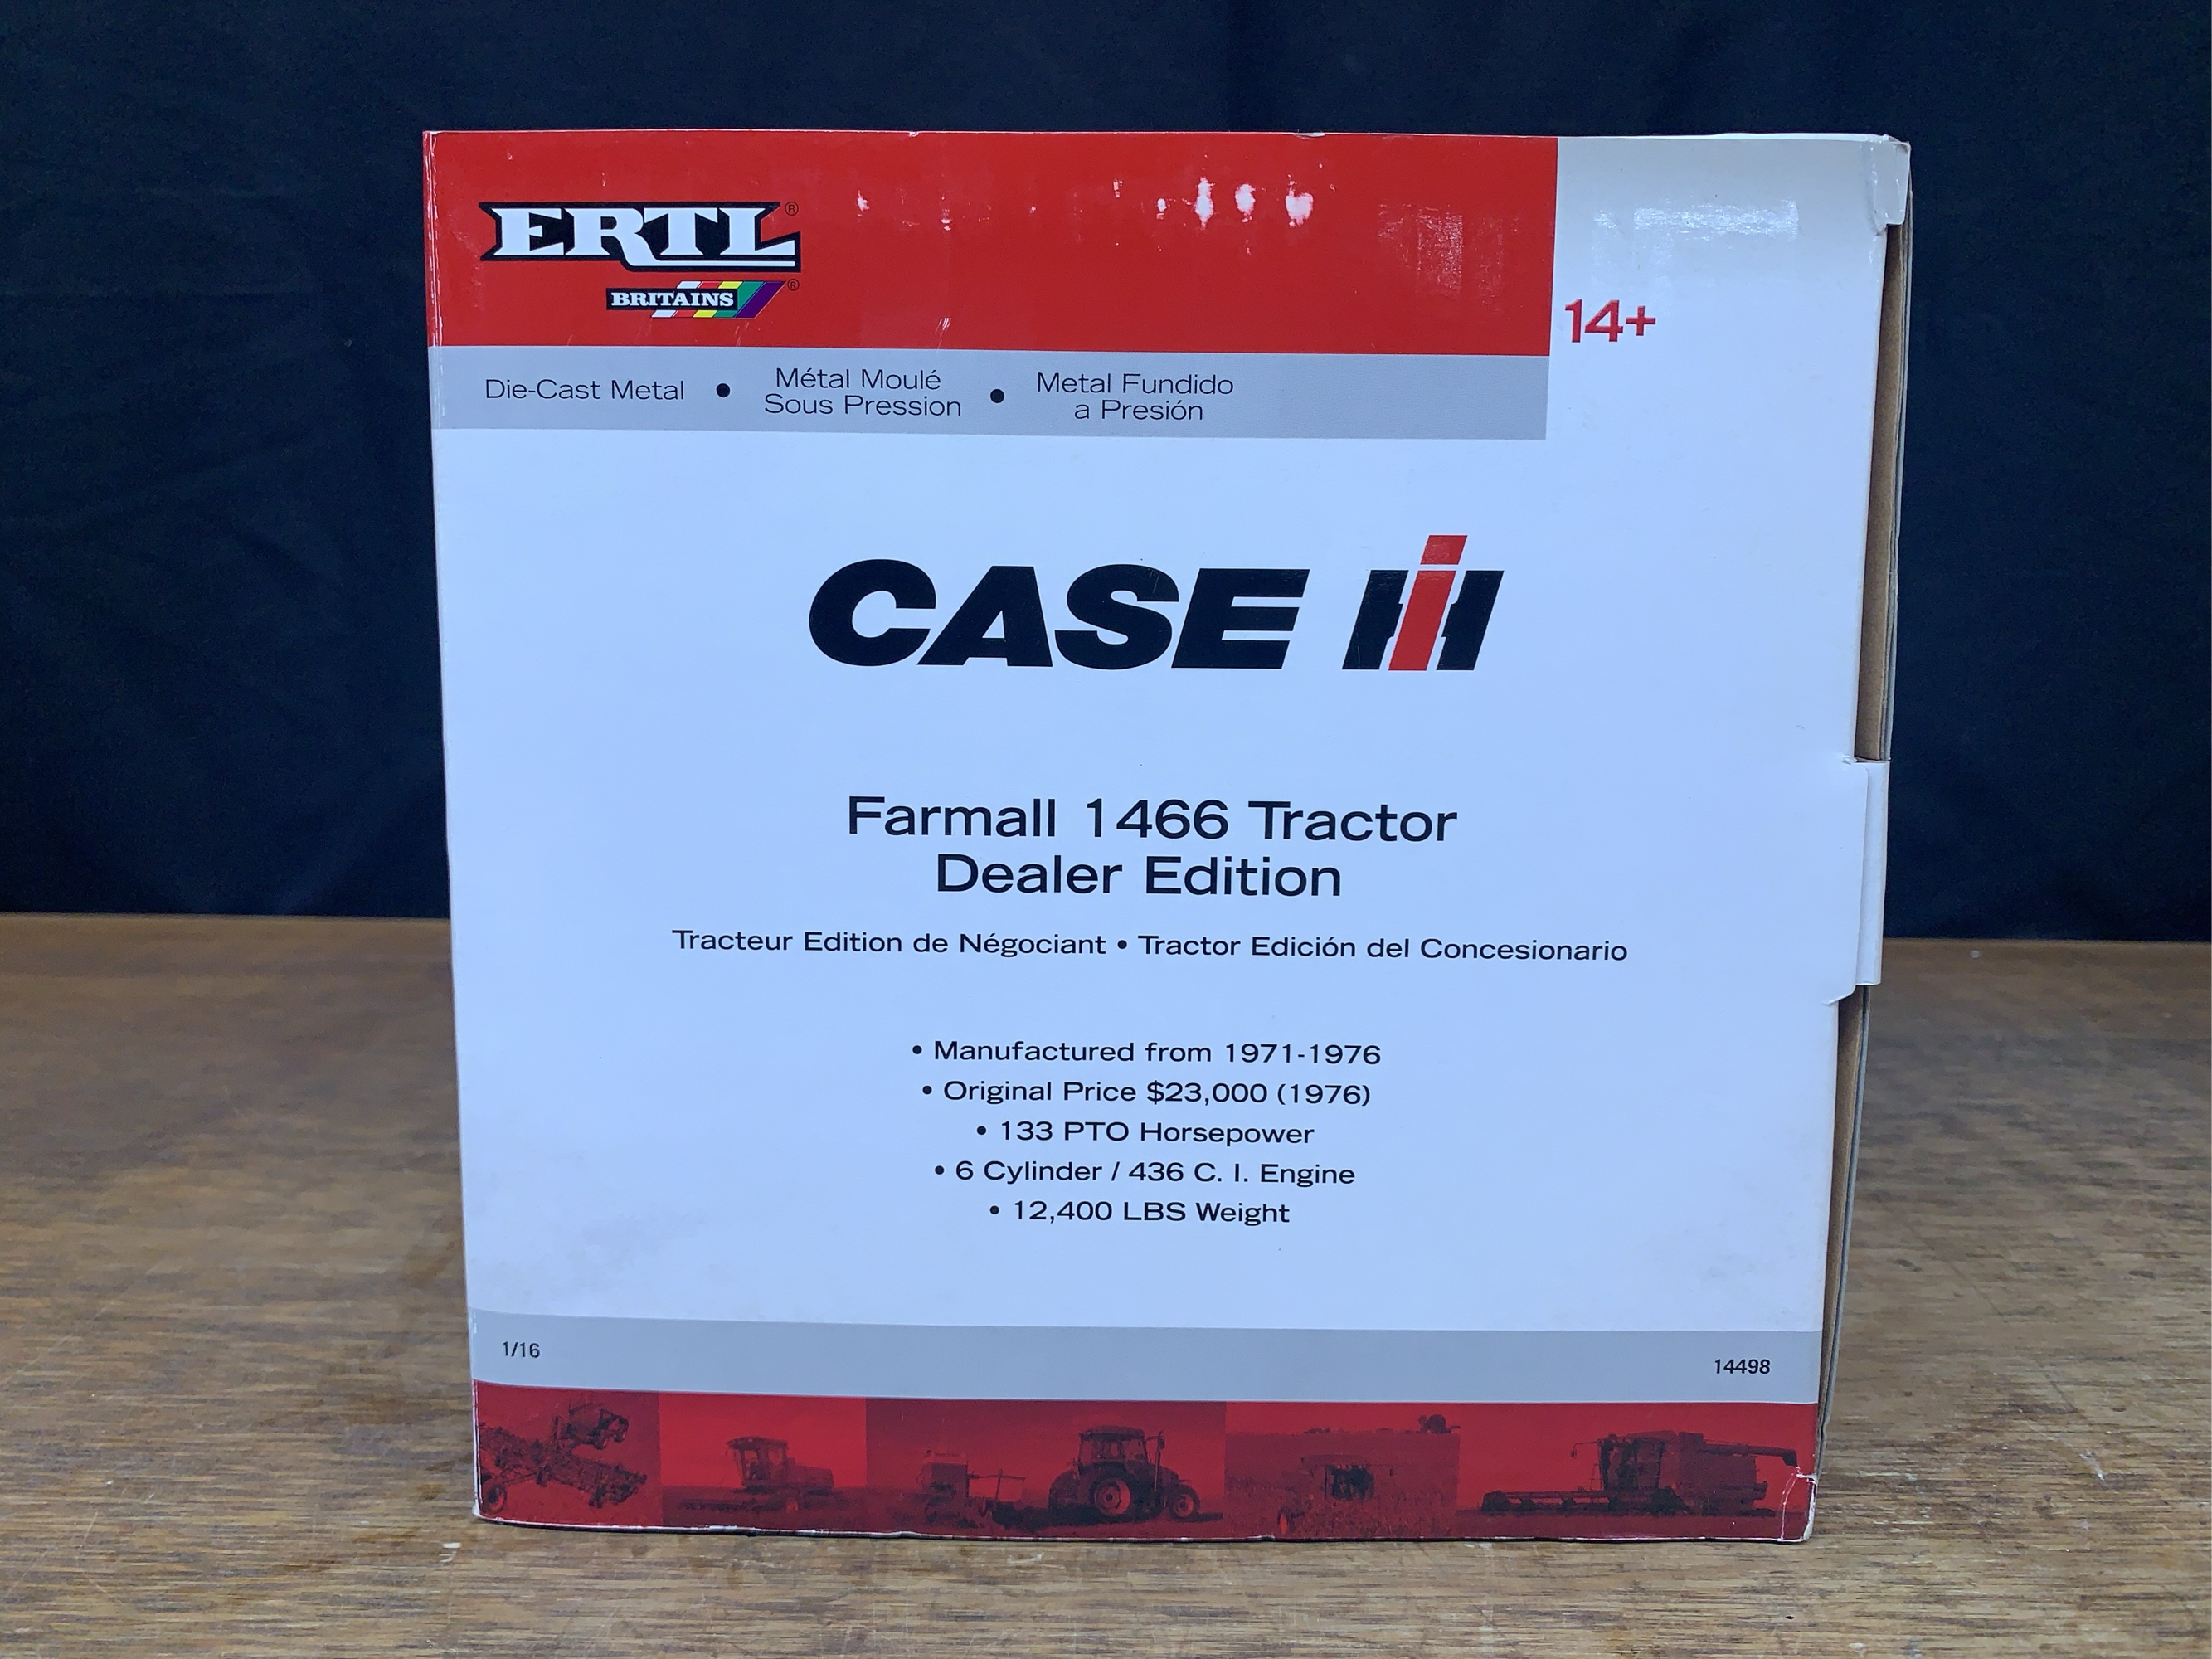 ERTL®
BRITAINS®
14+
Die-Cast Metal • Métal Moulé Sous Pression • Metal Fundido a Presión
CASE IH
Farmall 1466 Tractor
Dealer Edition
Tracteur Edition de Négociant • Tractor Edición del Concesionario
• Manufactured from 1971-1976
• Original Price $23,000 (1976)
• 133 PTO Horsepower
• 6 Cylinder / 436 C. I. Engine
• 12,400 LBS Weight
1/16
14498